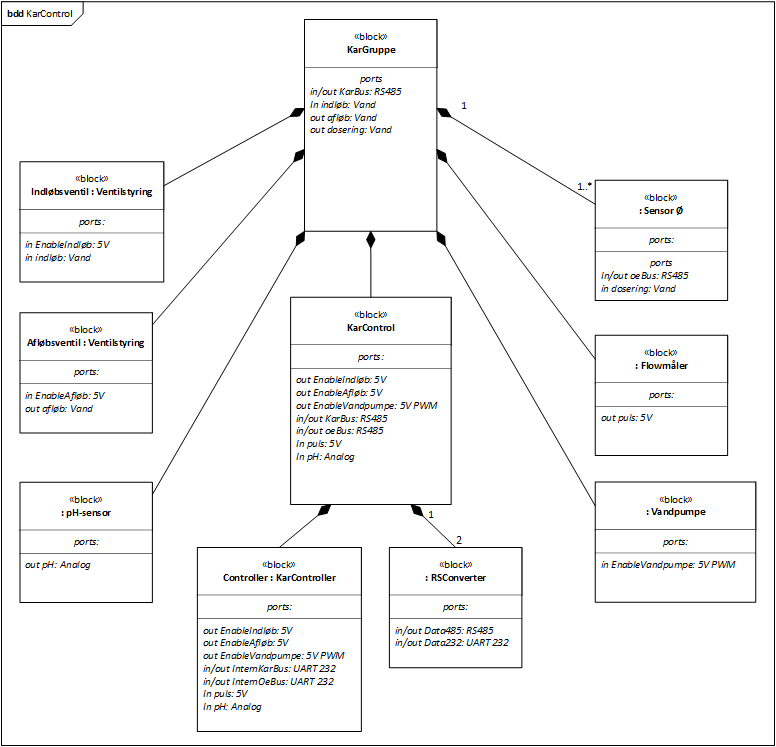 bdd KarControl
«block»
KarGruppe
ports
in/out KarBus: RS485
In indløb: Vand
out afløb: Vand
out dosering: Vand
1
1..*
«block»
Indløbsventil : Ventilstyring
ports:
in EnableIndløb: 5V
in indløb: Vand
«block»
: Sensor Ø
ports:
ports
In/out oeBus: RS485
in dosering: Vand
«block»
Afløbsventil : Ventilstyring
ports:
in EnableAfløb: 5V
out afløb: Vand
«block»
KarControl
ports:
out EnableIndløb: 5V
out EnableAfløb: 5V
out EnableVandpumpe: 5V PWM
in/out KarBus: RS485
in/out oeBus: RS485
In puls: 5V
In pH: Analog
«block»
: Flowmåler
ports:
out puls: 5V
«block»
: pH-sensor
ports:
out pH: Analog
«block»
: Vandpumpe
ports:
in EnableVandpumpe: 5V PWM
1
2
«block»
Controller : KarController
ports:
out EnableIndløb: 5V
out EnableAfløb: 5V
out EnableVandpumpe: 5V PWM
in/out InternKarBus: UART 232
in/out InternOeBus: UART 232
In puls: 5V
In pH: Analog
«block»
: RSConverter
ports:
in/out Data485: RS485
in/out Data232: UART 232